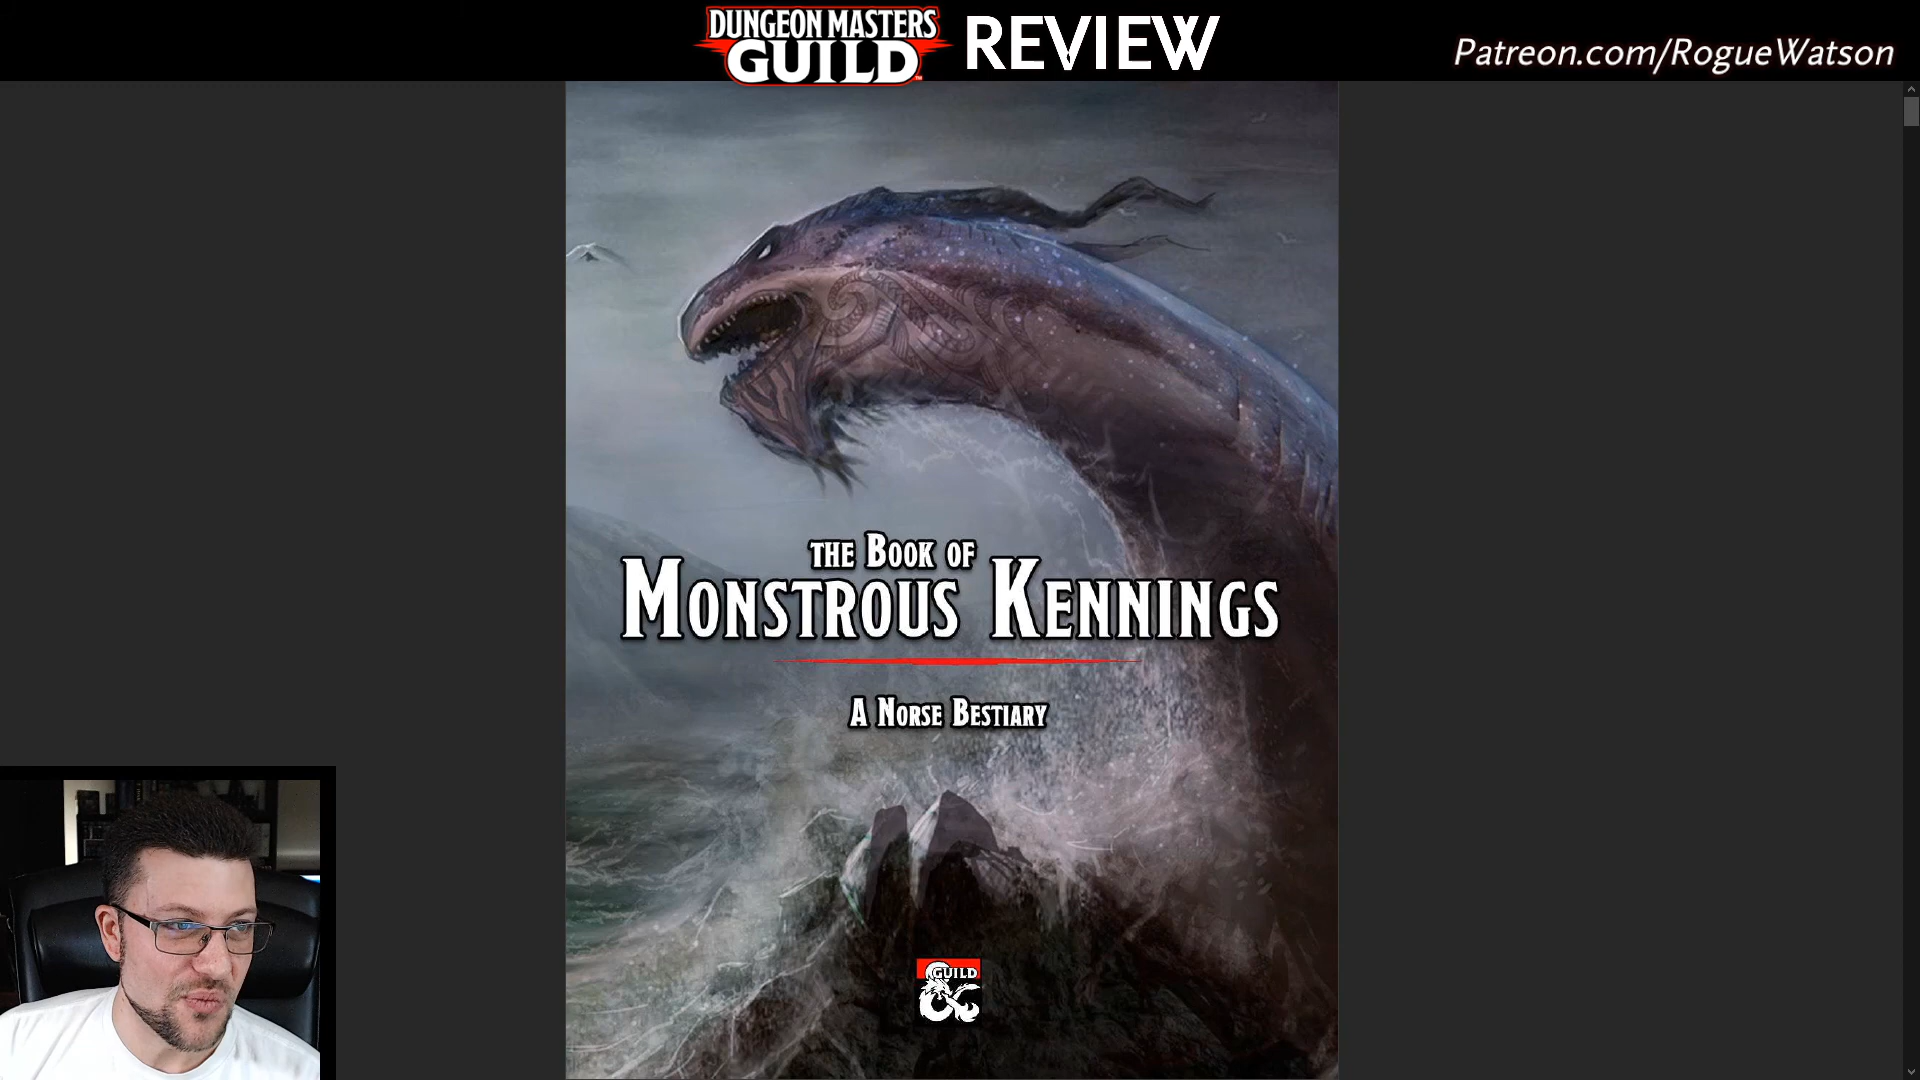 DUNGEON MASTERS
GUILD
REVIEW
Patreon.com/RogueWatson
THE BOOK OF
MONSTROUS KENNINGS
A NORSE BESTIARY
GUILD